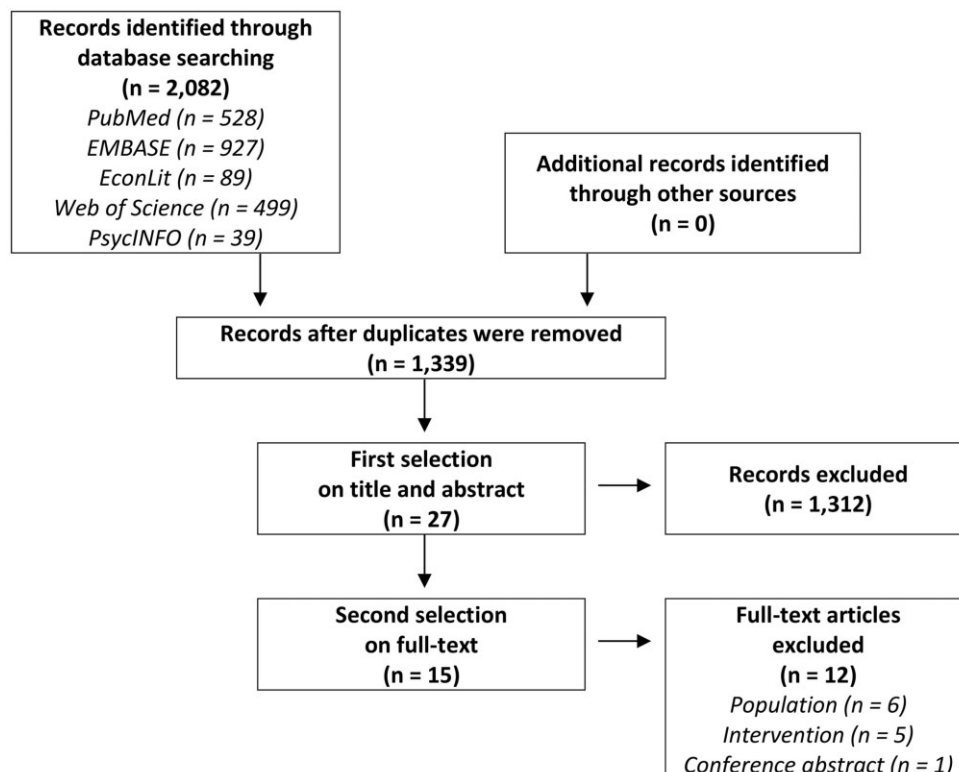 Records identified through
database searching
(n = 2,082)
PubMed (n = 528)
EMBASE (n = 927)
EconLit (n = 89)
Web of Science (n = 499)
PsycINFO (n = 39)
Additional records identified
through other sources
(n = 0)
Records after duplicates were removed
(n = 1,339)
First selection
on title and abstract
(n = 27)
Records excluded
(n = 1,312)
Second selection
on full-text
(n = 15)
Full-text articles
excluded
(n = 12)
Population (n = 6)
Intervention (n = 5)
Conference abstract (n = 1)